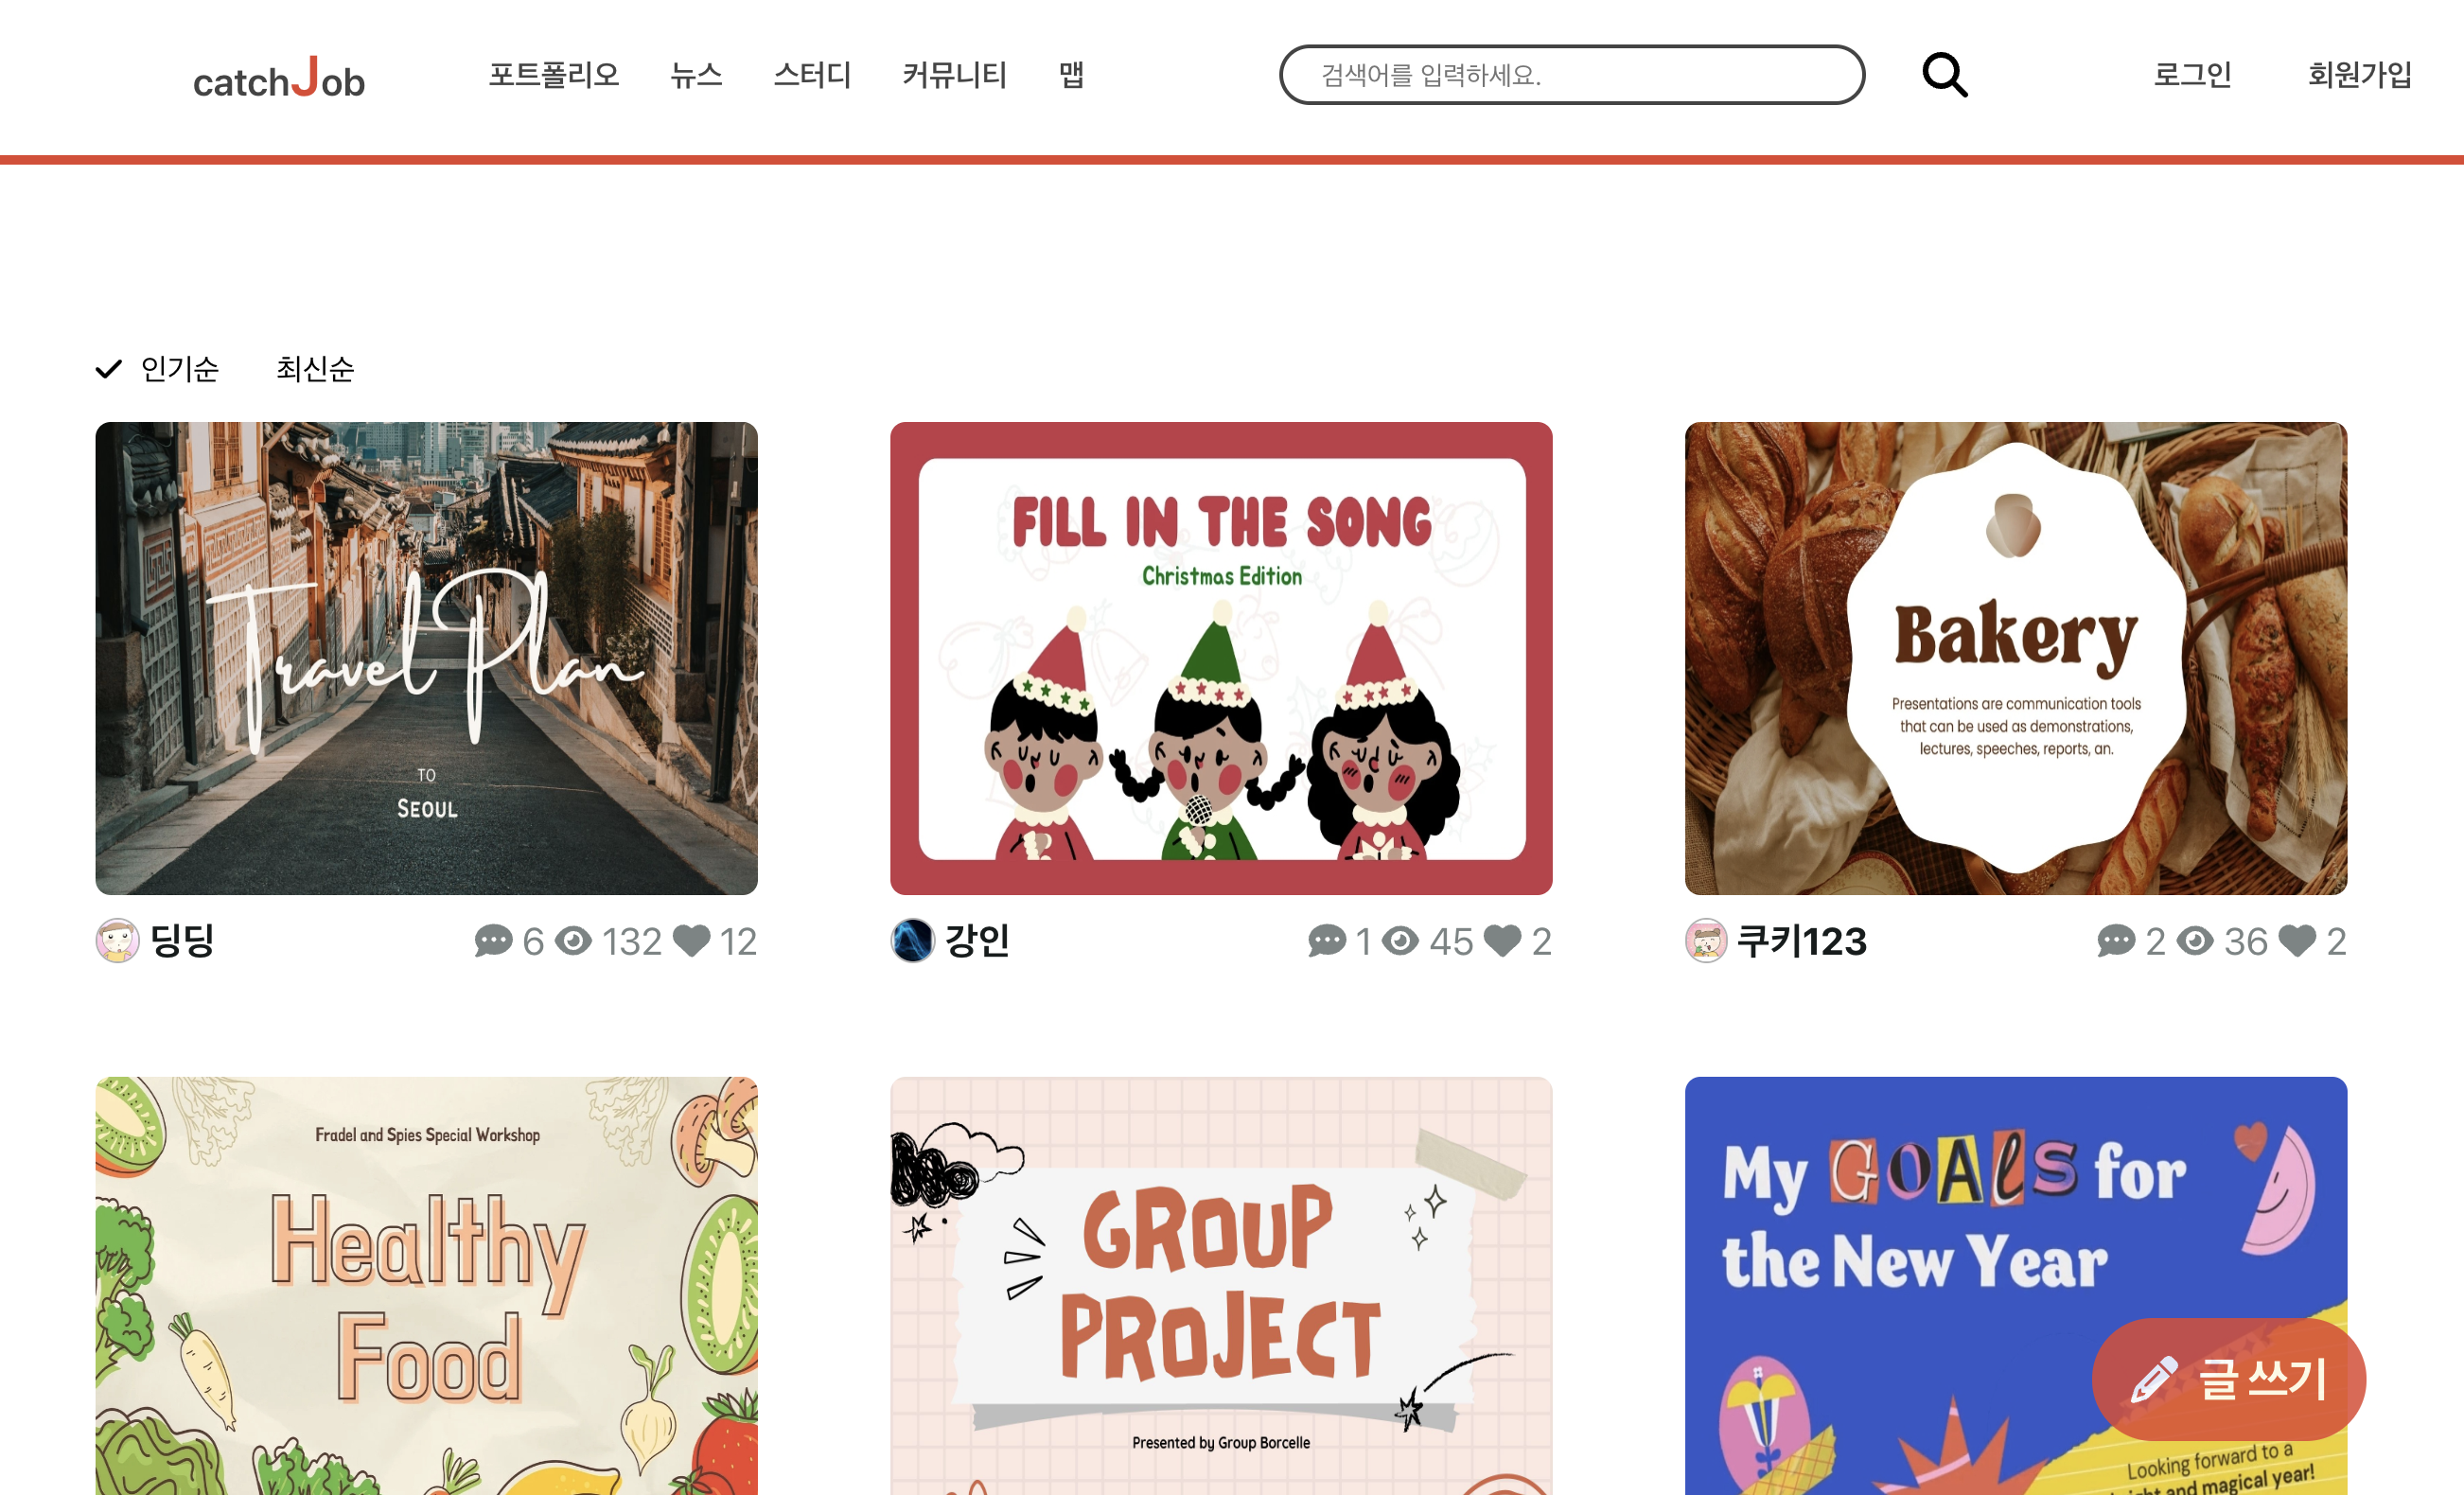 catchJob
포트폴리오 뉴스 스터디 커뮤니티 맵
검색어를 입력하세요.
로그인 회원가입
인기순 최신순
Travel Plan
TO
SEOUL
딩딩 6 132 12
FILL IN THE SONG
Christmas Edition
강인 1 45 2
Bakery
Presentations are communication tools
that can be used as demonstrations,
lectures, speeches, reports, an.
쿠키123 2 36 2
Fradel and Spies Special Workshop
Healthy
Food
GROUP
PROJECT
Presented by Group Borcelle
My GOALS for
the New Year
Looking forward to a
and magical year!
글 쓰기